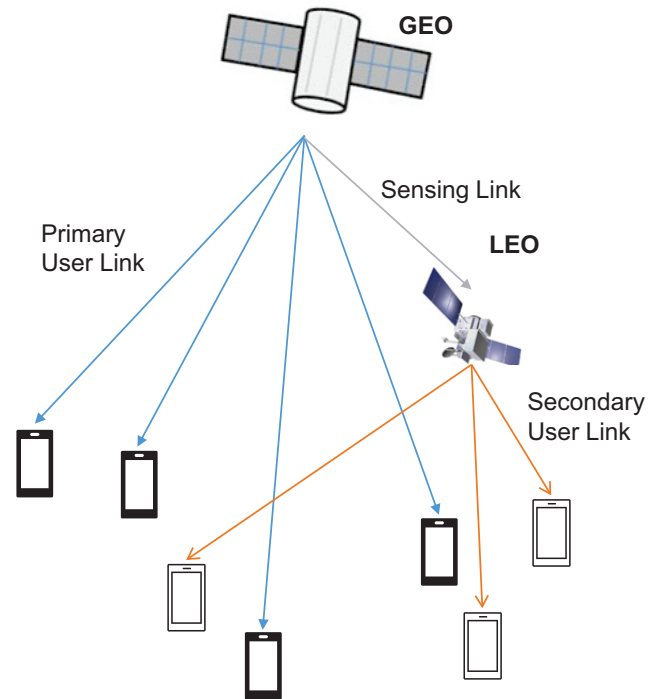 GEO
Sensing Link
LEO
Primary
User Link
Secondary
User Link